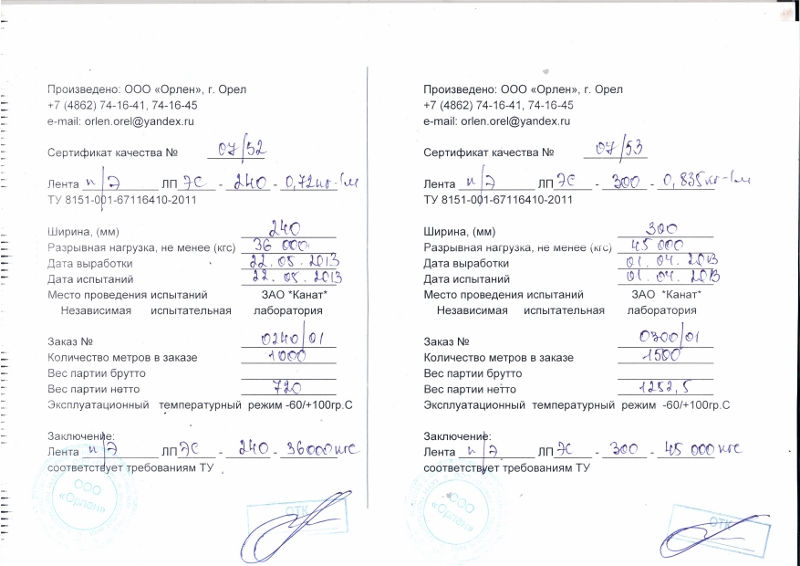 Произведено: ООО «Орлен», г. Орел
+7 (4862) 74-16-41, 74-16-45
e-mail: orlen.orel@yandex.ru
Сертификат качества № 07/52
Лента п/э ЛП ЭС - 240 - 0,72кг-1м
ТУ 8151-001-67116410-2011
Ширина, (мм) 240
Разрывная нагрузка, не менее (кгс) 36 000
Дата выработки 22.05.2013
Дата испытаний 22.05.2013
Место проведения испытаний ЗАО *Канат*
Независимая испытательная лаборатория
Заказ № 0240/01
Количество метров в заказе 1000
Вес партии брутто
Вес партии нетто 720
Эксплуатационный температурный режим -60/+100гр.С
Заключение:
Лента п/э ЛП ЭС - 240 - 36000кгс
соответствует требованиям ТУ
ООО
«Орлен»
ОТК
Произведено: ООО «Орлен», г. Орел
+7 (4862) 74-16-41, 74-16-45
e-mail: orlen.orel@yandex.ru
Сертификат качества № 07/53
Лента п/э ЛП ЭС - 300 - 0,835кг-1м
ТУ 8151-001-67116410-2011
Ширина, (мм) 300
Разрывная нагрузка, не менее (кгс) 45 000
Дата выработки 01.04.2013
Дата испытаний 01.04.2013
Место проведения испытаний ЗАО *Канат*
Независимая испытательная лаборатория
Заказ № 0300/01
Количество метров в заказе 1500
Вес партии брутто
Вес партии нетто 1252,5
Эксплуатационный температурный режим -60/+100гр.С
Заключение:
Лента п/э ЛП ЭС - 300 - 45 000кгс
соответствует требованиям ТУ
ООО
«Орлен»
ОТК